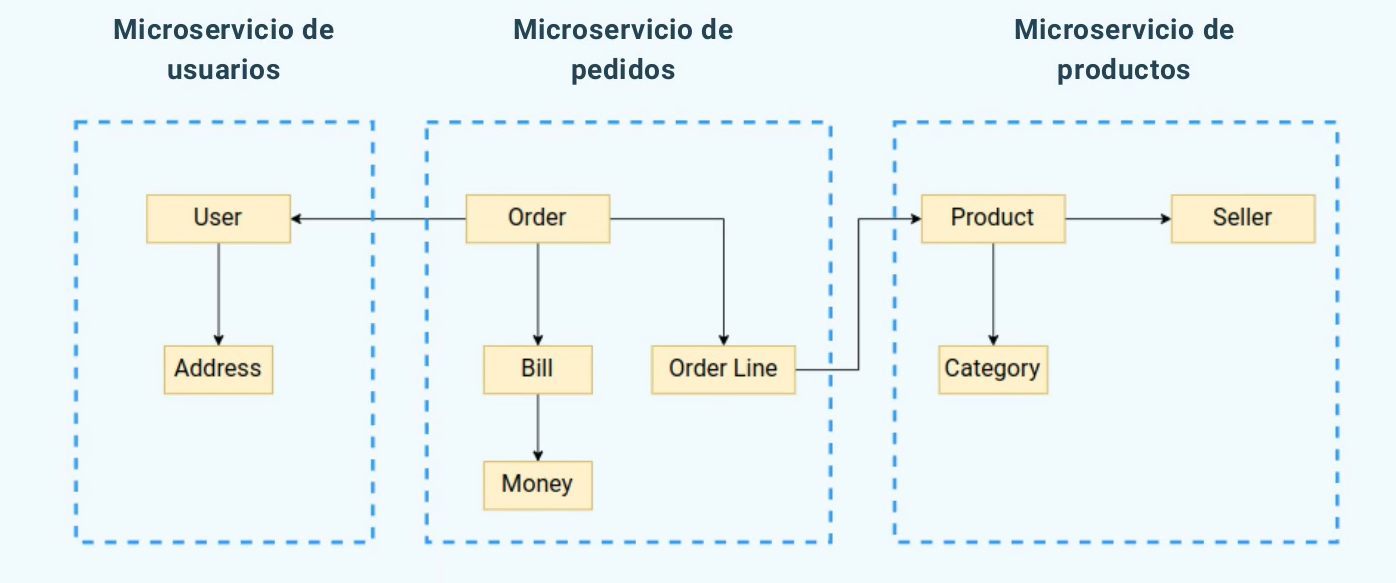 Microservicio de
usuarios
Microservicio de
pedidos
Microservicio de
productos
User
Order
Product
Seller
Address
Bill
Order Line
Category
Money